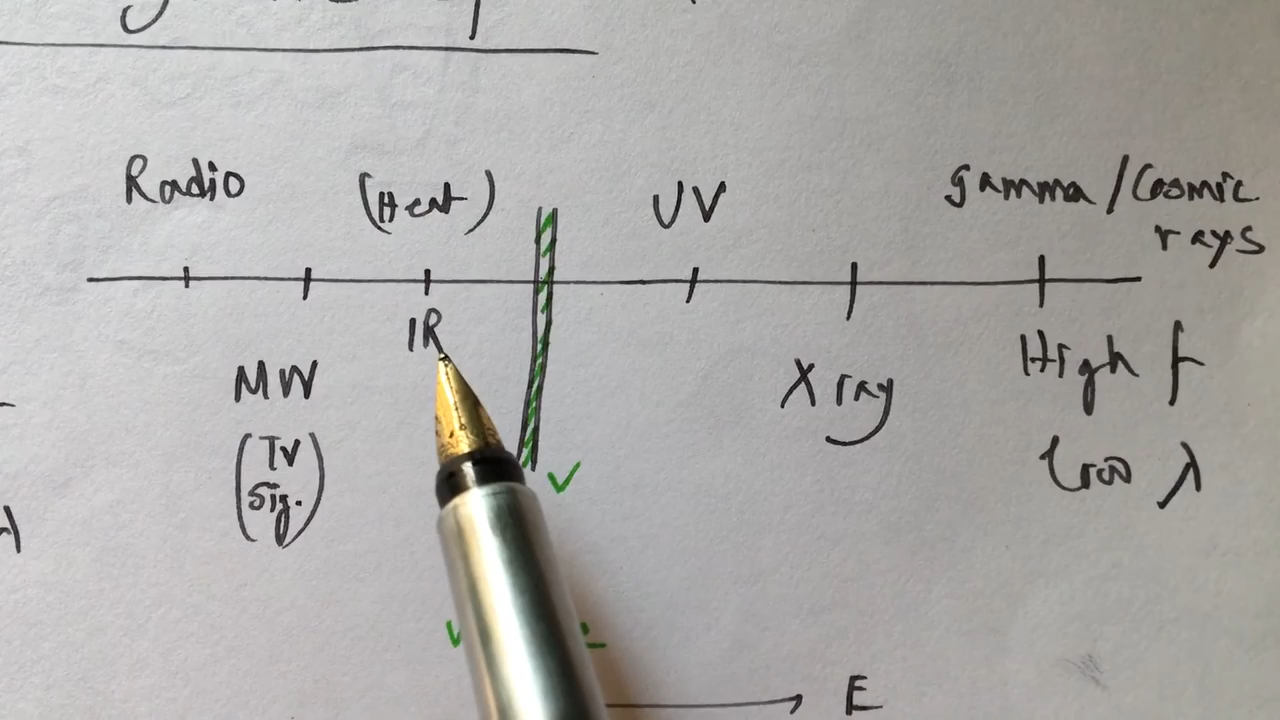 Radio
(Heat)
UV
gamma / Cosmic
rays
IR
MW
(TV
Sig.)
X ray
High f
Low λ
V
E